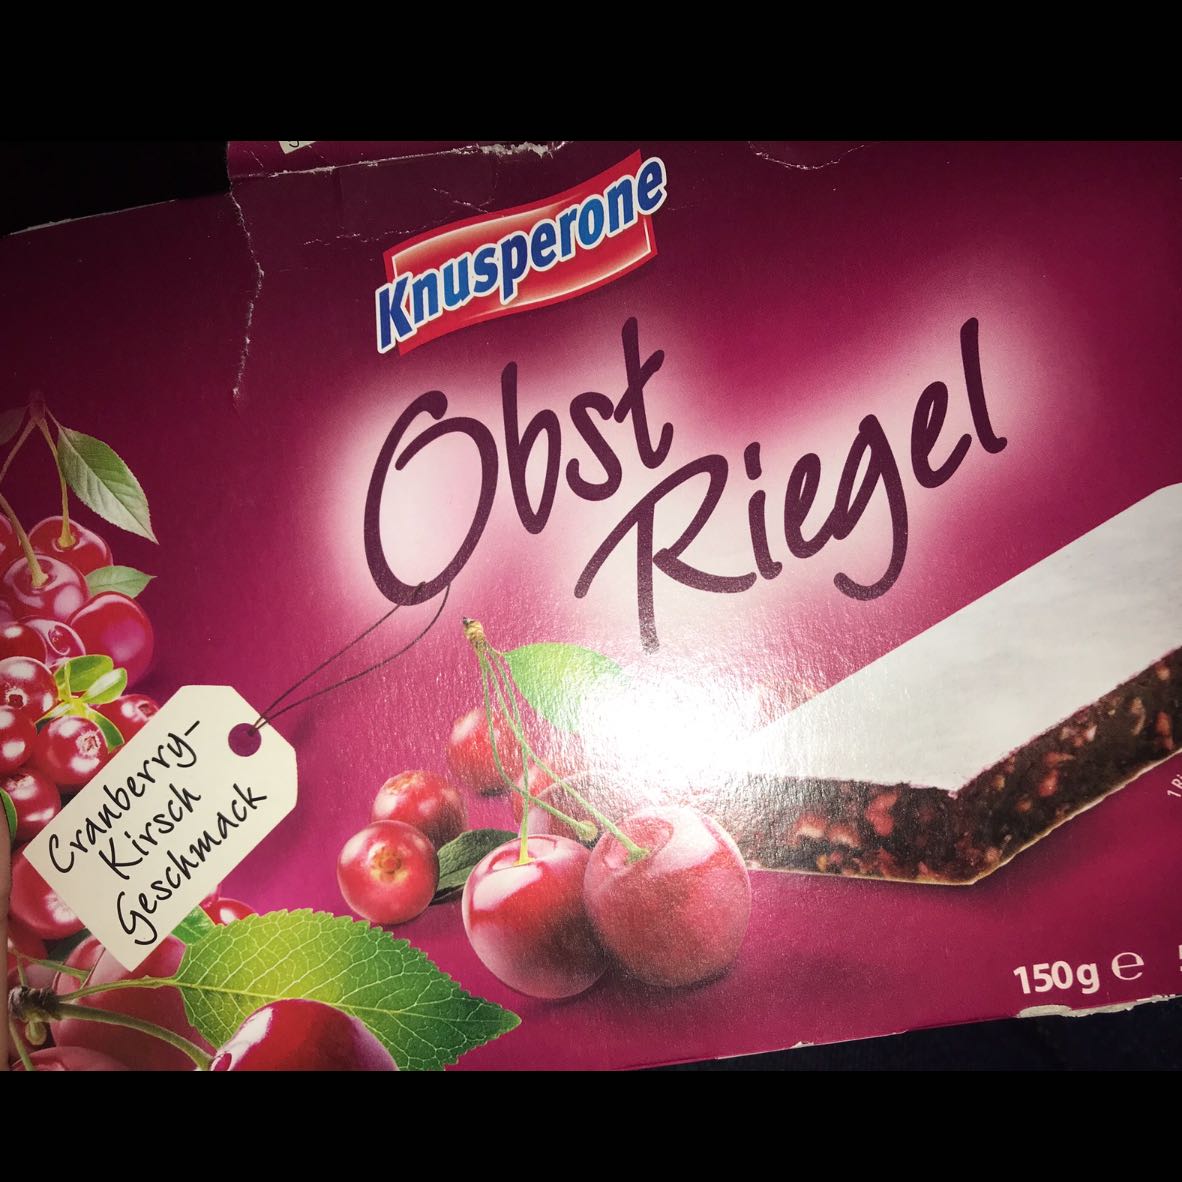 Knusperone
Obst
Riegel
Cranberry-
Kirsch
Geschmack
150g ℮